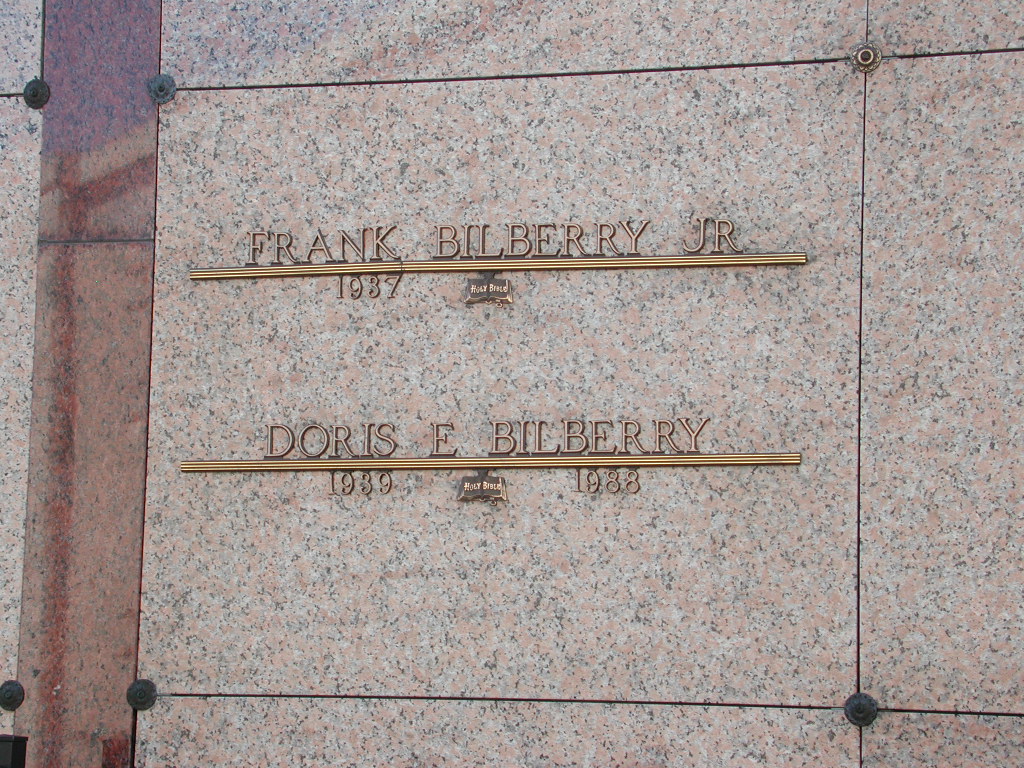 FRANK BILBERRY JR
1937
HOLY BIBLE
DORIS E BILBERRY
1939 1988
HOLY BIBLE